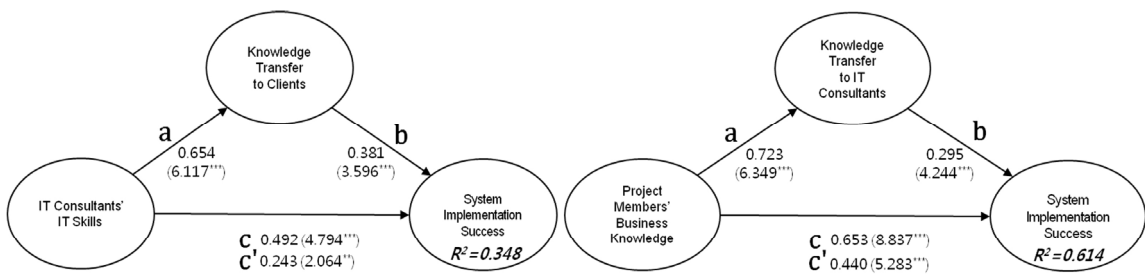 Knowledge
Transfer
to Clients
a
0.654
(6.117***)
b
0.381
(3.596***)
IT Consultants'
IT Skills
System
Implementation
Success
R²=0.348
C 0.492 (4.794***)
C' 0.243 (2.064**)
Knowledge
Transfer
to IT
Consultants
a
0.723
(6.349***)
b
0.295
(4.244***)
Project
Members'
Business
Knowledge
System
Implementation
Success
R²=0.614
C 0.653 (8.837***)
C' 0.440 (5.283***)